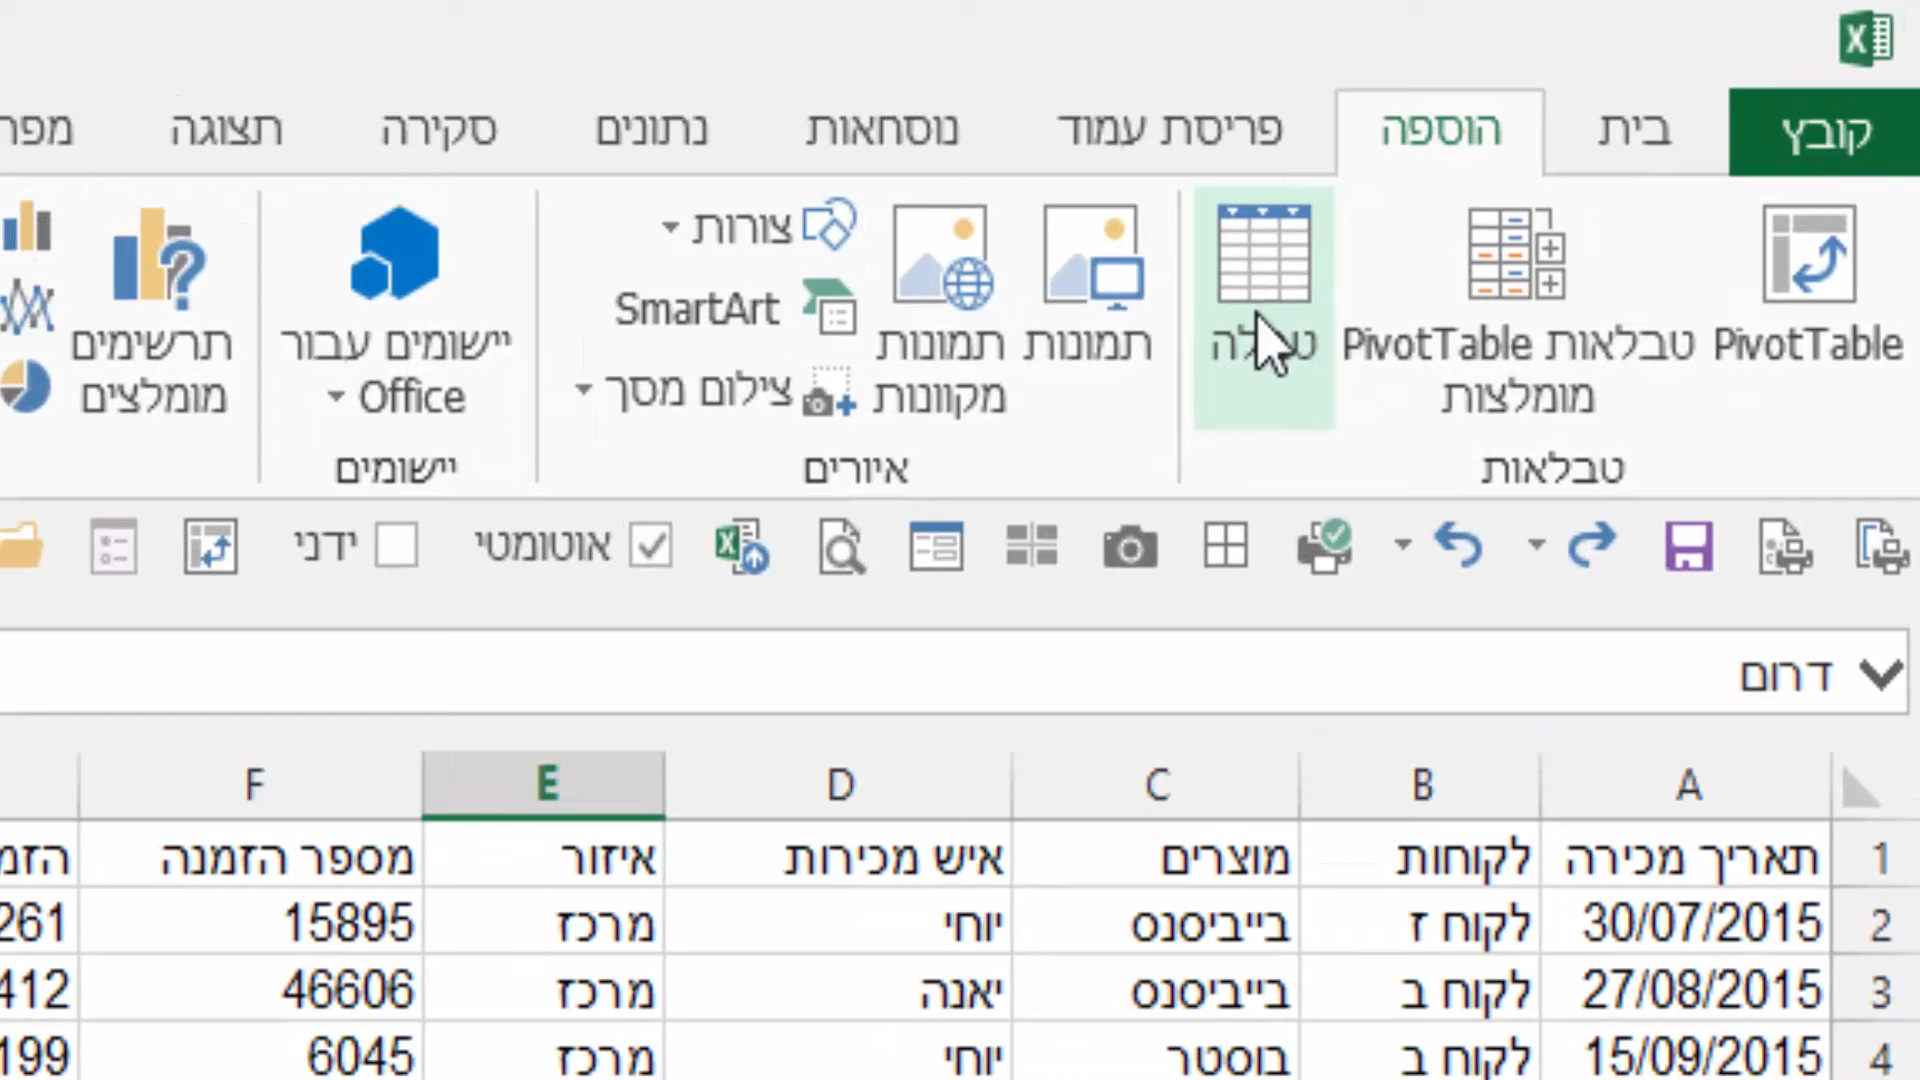 קובץ בית הוספה פריסת עמוד נוסחאות נתונים סקירה תצוגה
PivotTable
טבלאות PivotTable
מומלצות
טבלה
טבלאות
תמונות
תמונות
מקוונות
צורות
SmartArt
צילום מסך
איורים
יישומים עבור
Office
יישומים
תרשימים
מומלצים
אוטומטי ידני
דרום
A B C D E F
1 תאריך מכירה לקוחות מוצרים איש מכירות איזור מספר הזמנה
2 30/07/2015 לקוח ז בייביסנס יוחי מרכז 15895 261
3 27/08/2015 לקוח ב בייביסנס יאנה מרכז 46606 412
4 15/09/2015 לקוח ב בוסטר יוחי מרכז 6045 199